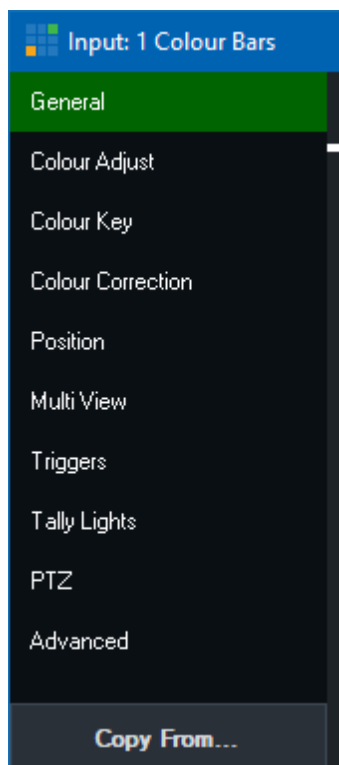 Input: 1 Colour Bars
General
Colour Adjust
Colour Key
Colour Correction
Position
Multi View
Triggers
Tally Lights
PTZ
Advanced
Copy From...